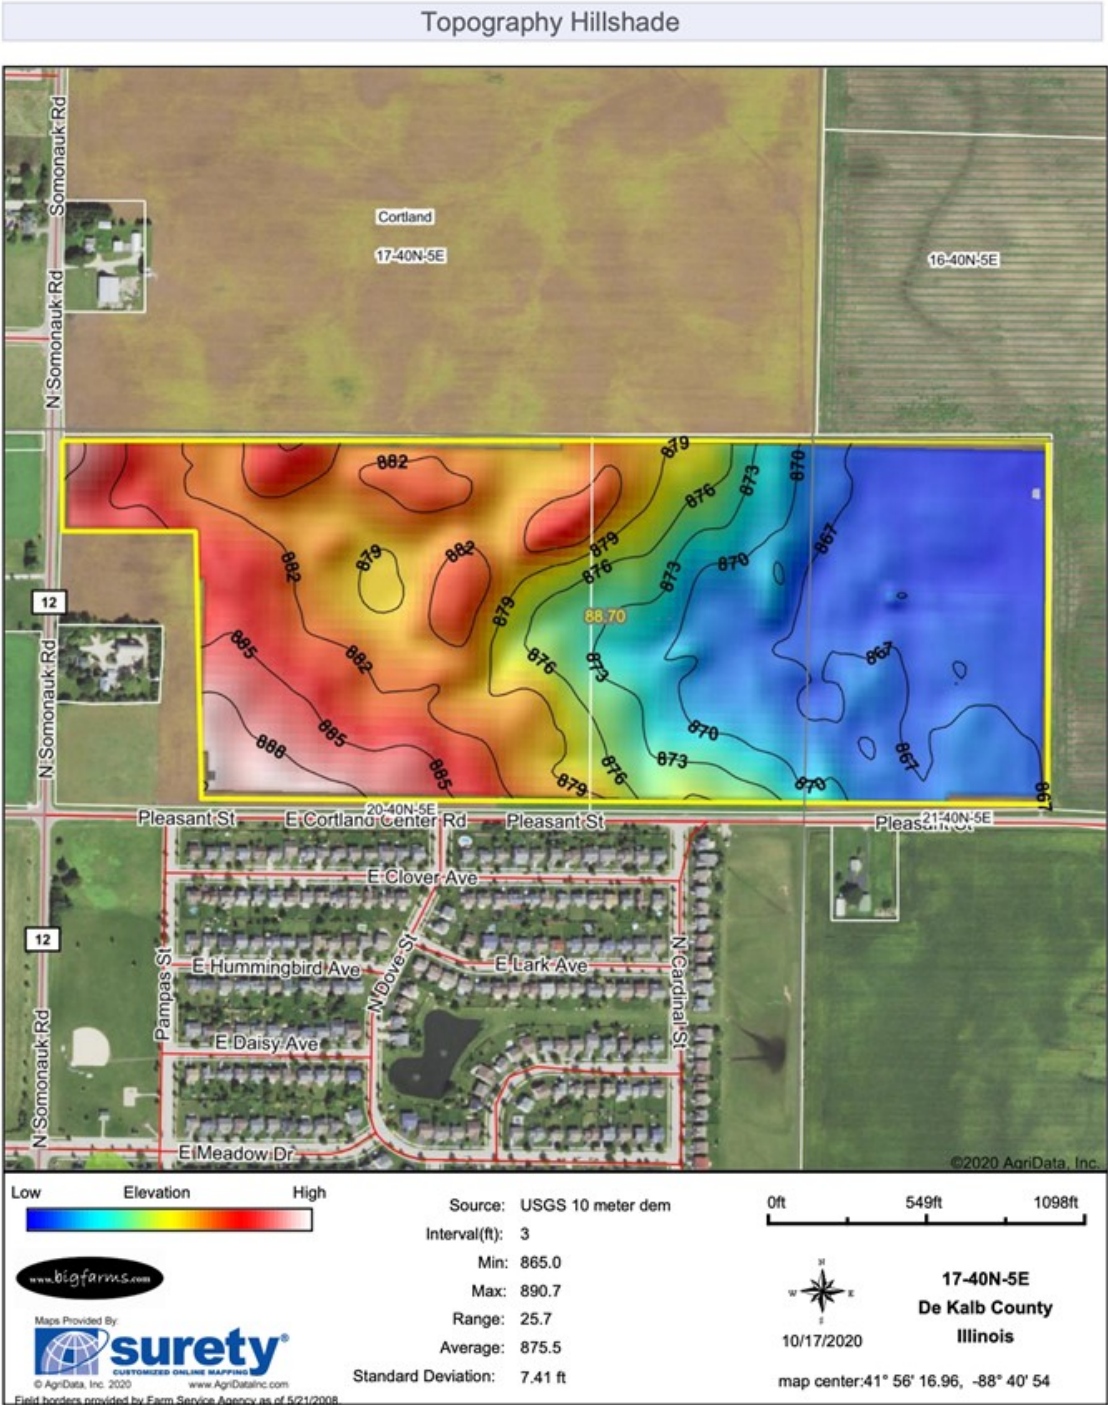 Topography Hillshade
Somonauk Rd
Cortland
17-40N-5E
16-40N-5E
N Somonauk Rd
879
882
873
870
876
882
879
867
879
876
870
882
873
879
12
88.70
885
882
876
873
867
N Somonauk Rd
888
885
870
867
885
879
876
873
870
867
20-40N-5E
Pleasant St
E Cortland Center Rd
Pleasant St
Pleasant St
21-40N-5E
E Clover Ave
12
Pampas St
E Hummingbird Ave
N Dove St
E Lark Ave
N Cardinal St
E Daisy Ave
N Somonauk Rd
E Meadow Dr
©2020 AgriData, Inc.
Low Elevation High
Source: USGS 10 meter dem
Interval(ft): 3
Min: 865.0
Max: 890.7
Range: 25.7
Average: 875.5
Standard Deviation: 7.41 ft
0ft 549ft 1098ft
N
W E
S
10/17/2020
17-40N-5E
De Kalb County
Illinois
map center:41° 56' 16.96, -88° 40' 54
www.bigfarms.com
Maps Provided By:
surety®
CUSTOMIZED ONLINE MAPPING
© AgriData, Inc. 2020 www.AgriDataInc.com
Field borders provided by Farm Service Agency as of 5/21/2008.